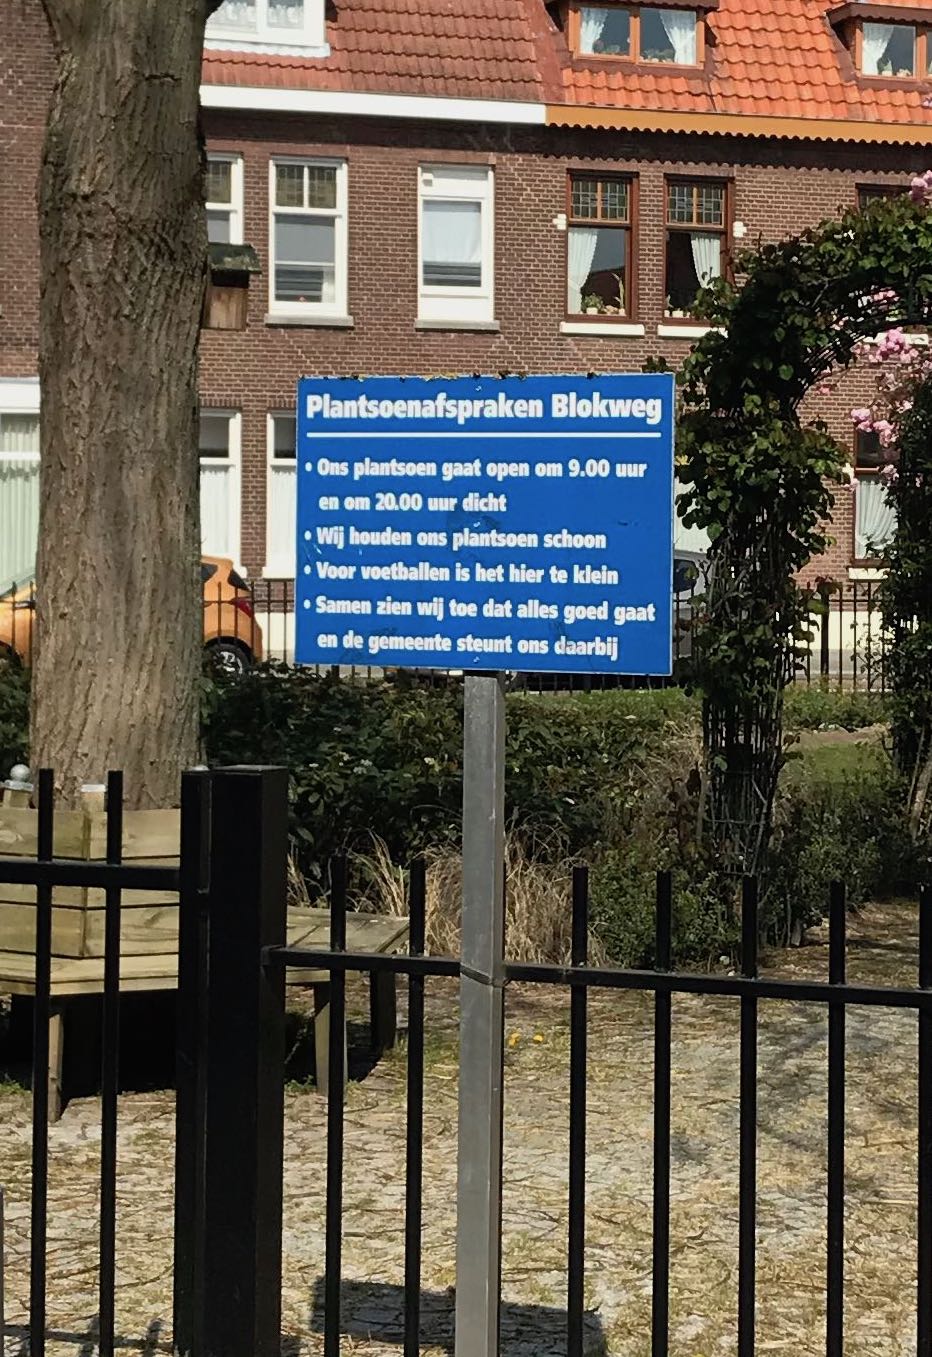 Plantsoenafspraken Blokweg
• Ons plantsoen gaat open om 9.00 uur
en om 20.00 uur dicht
• Wij houden ons plantsoen schoon
• Voor voetballen is het hier te klein
• Samen zien wij toe dat alles goed gaat
en de gemeente steunt ons daarbij